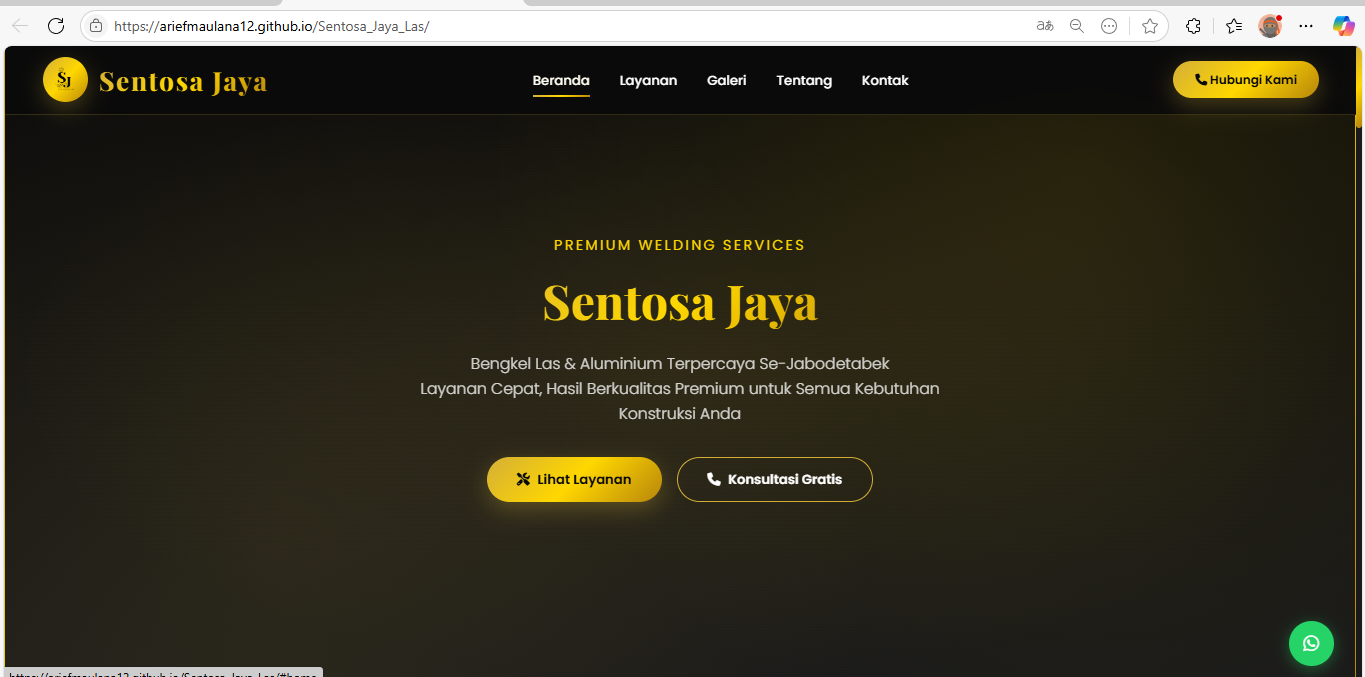 https://ariefmaulana12.github.io/Sentosa_Jaya_Las/
SJ
Sentosa Jaya
Beranda
Layanan
Galeri
Tentang
Kontak
Hubungi Kami
PREMIUM WELDING SERVICES
Sentosa Jaya
Bengkel Las & Aluminium Terpercaya Se-Jabodetabek
Layanan Cepat, Hasil Berkualitas Premium untuk Semua Kebutuhan
Konstruksi Anda
Lihat Layanan
Konsultasi Gratis
https://ariefmaulana12.github.io/Sentosa_Jaya_Las/#home